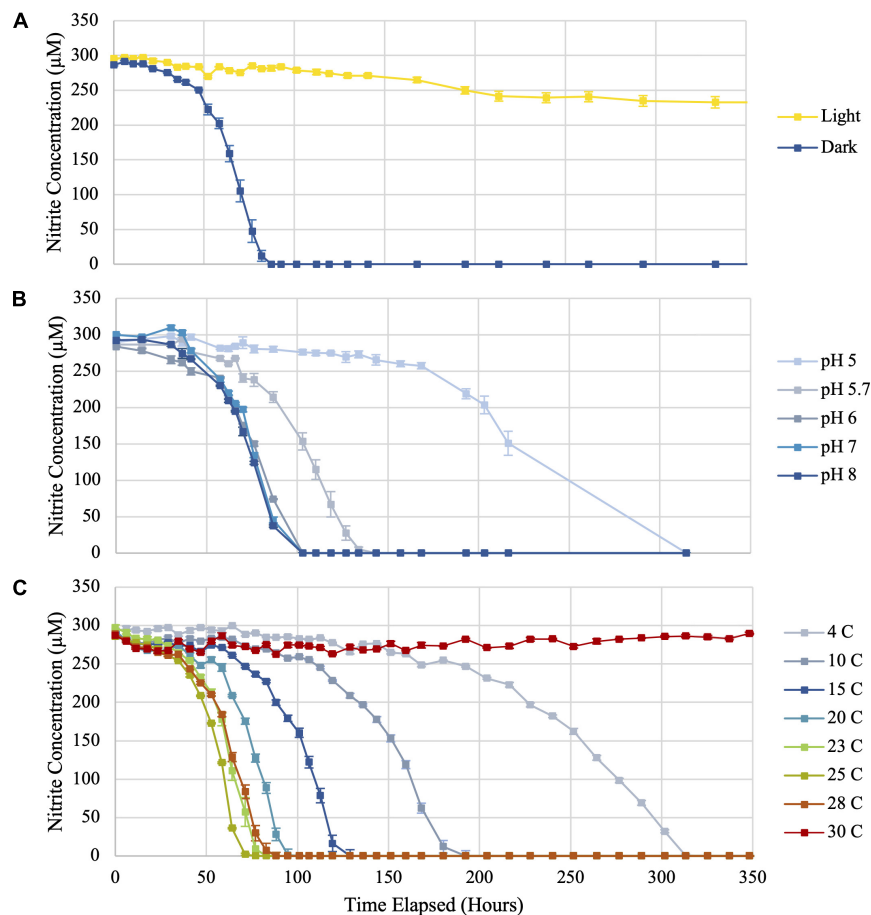 A
Nitrite Concentration (µM)
350
300
250
200
150
100
50
0
Light
Dark
B
Nitrite Concentration (µM)
350
300
250
200
150
100
50
0
pH 5
pH 5.7
pH 6
pH 7
pH 8
C
Nitrite Concentration (µM)
350
300
250
200
150
100
50
0
0 50 100 150 200 250 300 350
Time Elapsed (Hours)
4 C
10 C
15 C
20 C
23 C
25 C
28 C
30 C